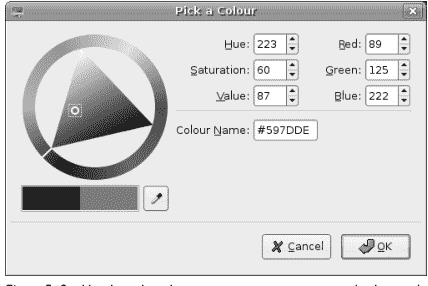 Pick a Colour
Hue: 223 Red: 89
Saturation: 60 Green: 125
Value: 87 Blue: 222
Colour Name: #597DDE
Cancel OK